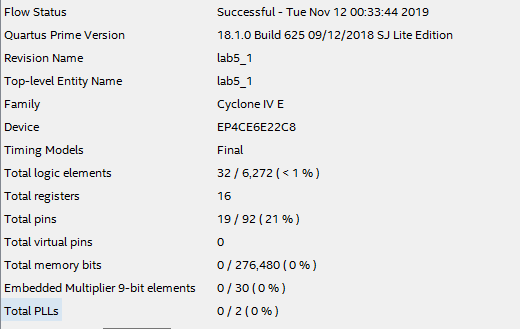 Flow Status Successful - Tue Nov 12 00:33:44 2019
Quartus Prime Version 18.1.0 Build 625 09/12/2018 SJ Lite Edition
Revision Name lab5_1
Top-level Entity Name lab5_1
Family Cyclone IV E
Device EP4CE6E22C8
Timing Models Final
Total logic elements 32 / 6,272 ( < 1 % )
Total registers 16
Total pins 19 / 92 ( 21 % )
Total virtual pins 0
Total memory bits 0 / 276,480 ( 0 % )
Embedded Multiplier 9-bit elements 0 / 30 ( 0 % )
Total PLLs 0 / 2 ( 0 % )